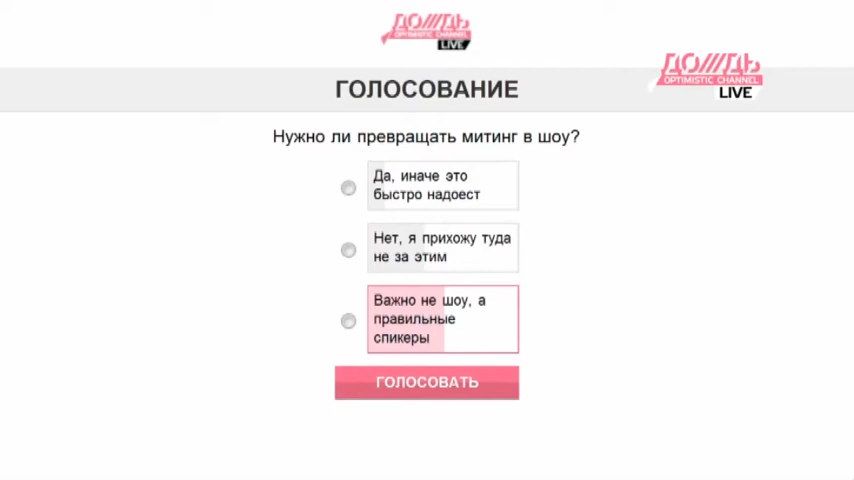 ДОЖДЬ
OPTIMISTIC CHANNEL
LIVE
ДОЖДЬ
OPTIMISTIC CHANNEL
LIVE
ГОЛОСОВАНИЕ
Нужно ли превращать митинг в шоу?
Да, иначе это
быстро надоест
Нет, я прихожу туда
не за этим
Важно не шоу, а
правильные
спикеры
ГОЛОСОВАТЬ